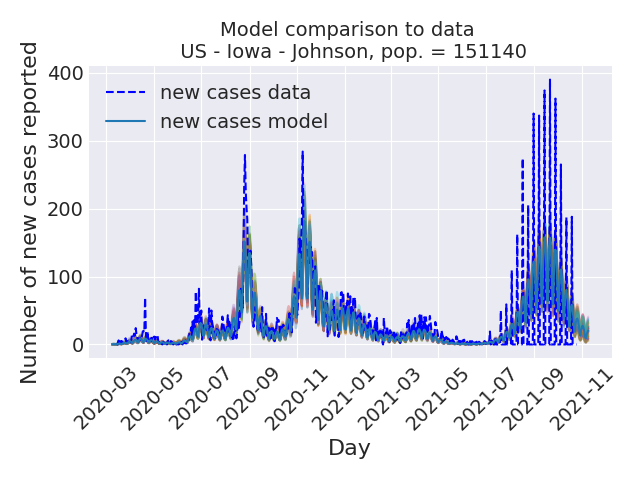 Model comparison to data
US - Iowa - Johnson, pop. = 151140
Number of new cases reported
400
300
200
100
0
new cases data
new cases model
2020-03
2020-05
2020-07
2020-09
2020-11
2021-01
2021-03
2021-05
2021-07
2021-09
2021-11
Day